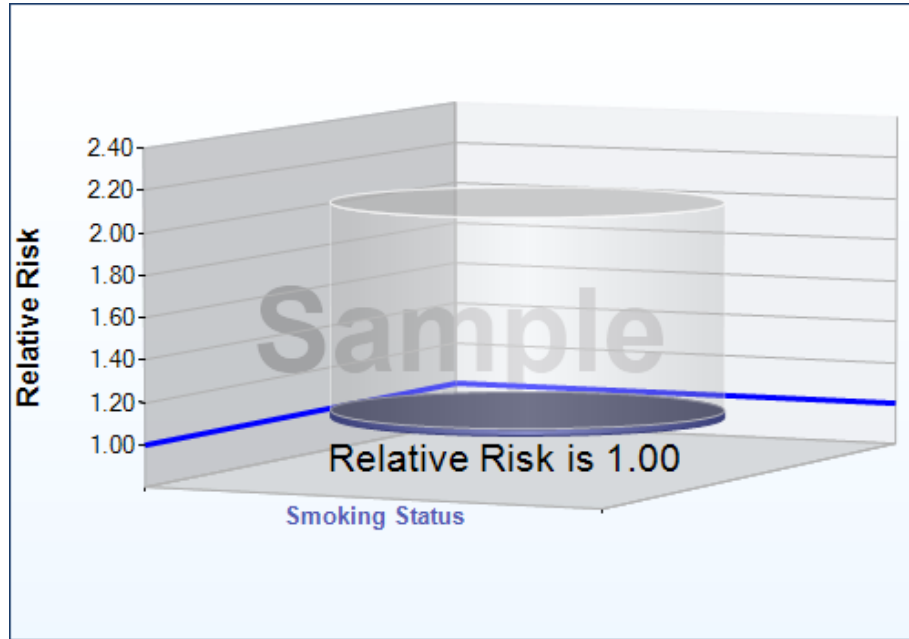 Relative Risk
2.40
2.20
2.00
1.80
1.60
1.40
1.20
1.00
Sample
Relative Risk is 1.00
Smoking Status